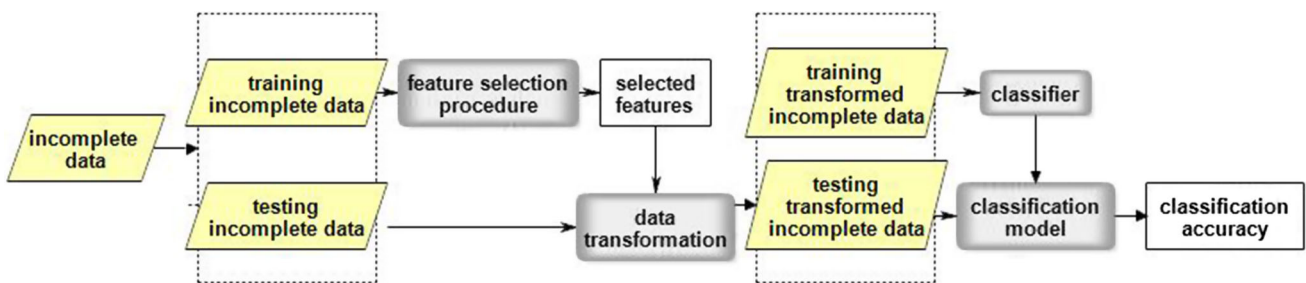 incomplete
data
training
incomplete data
testing
incomplete data
feature selection
procedure
selected
features
data
transformation
training
transformed
incomplete data
testing
transformed
incomplete data
classifier
classification
model
classification
accuracy